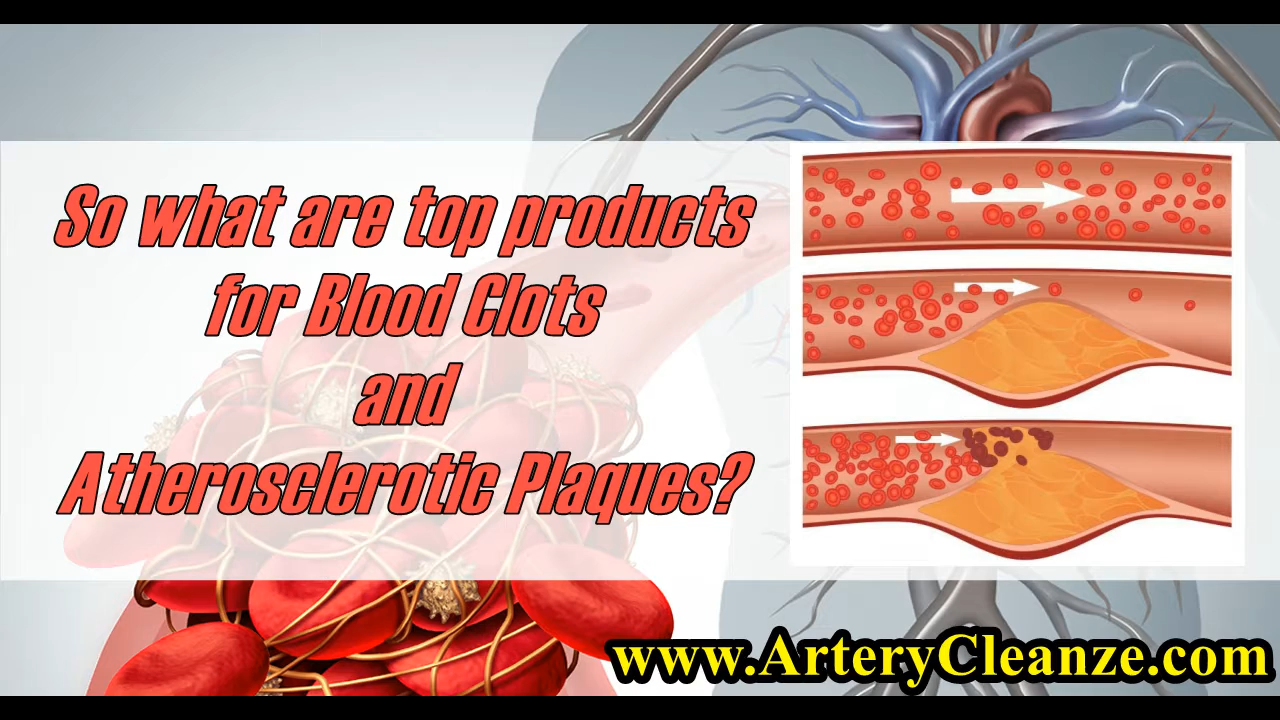 So what are top products
for Blood Clots
and
Atherosclerotic Plaques?
www.ArteryCleanze.com